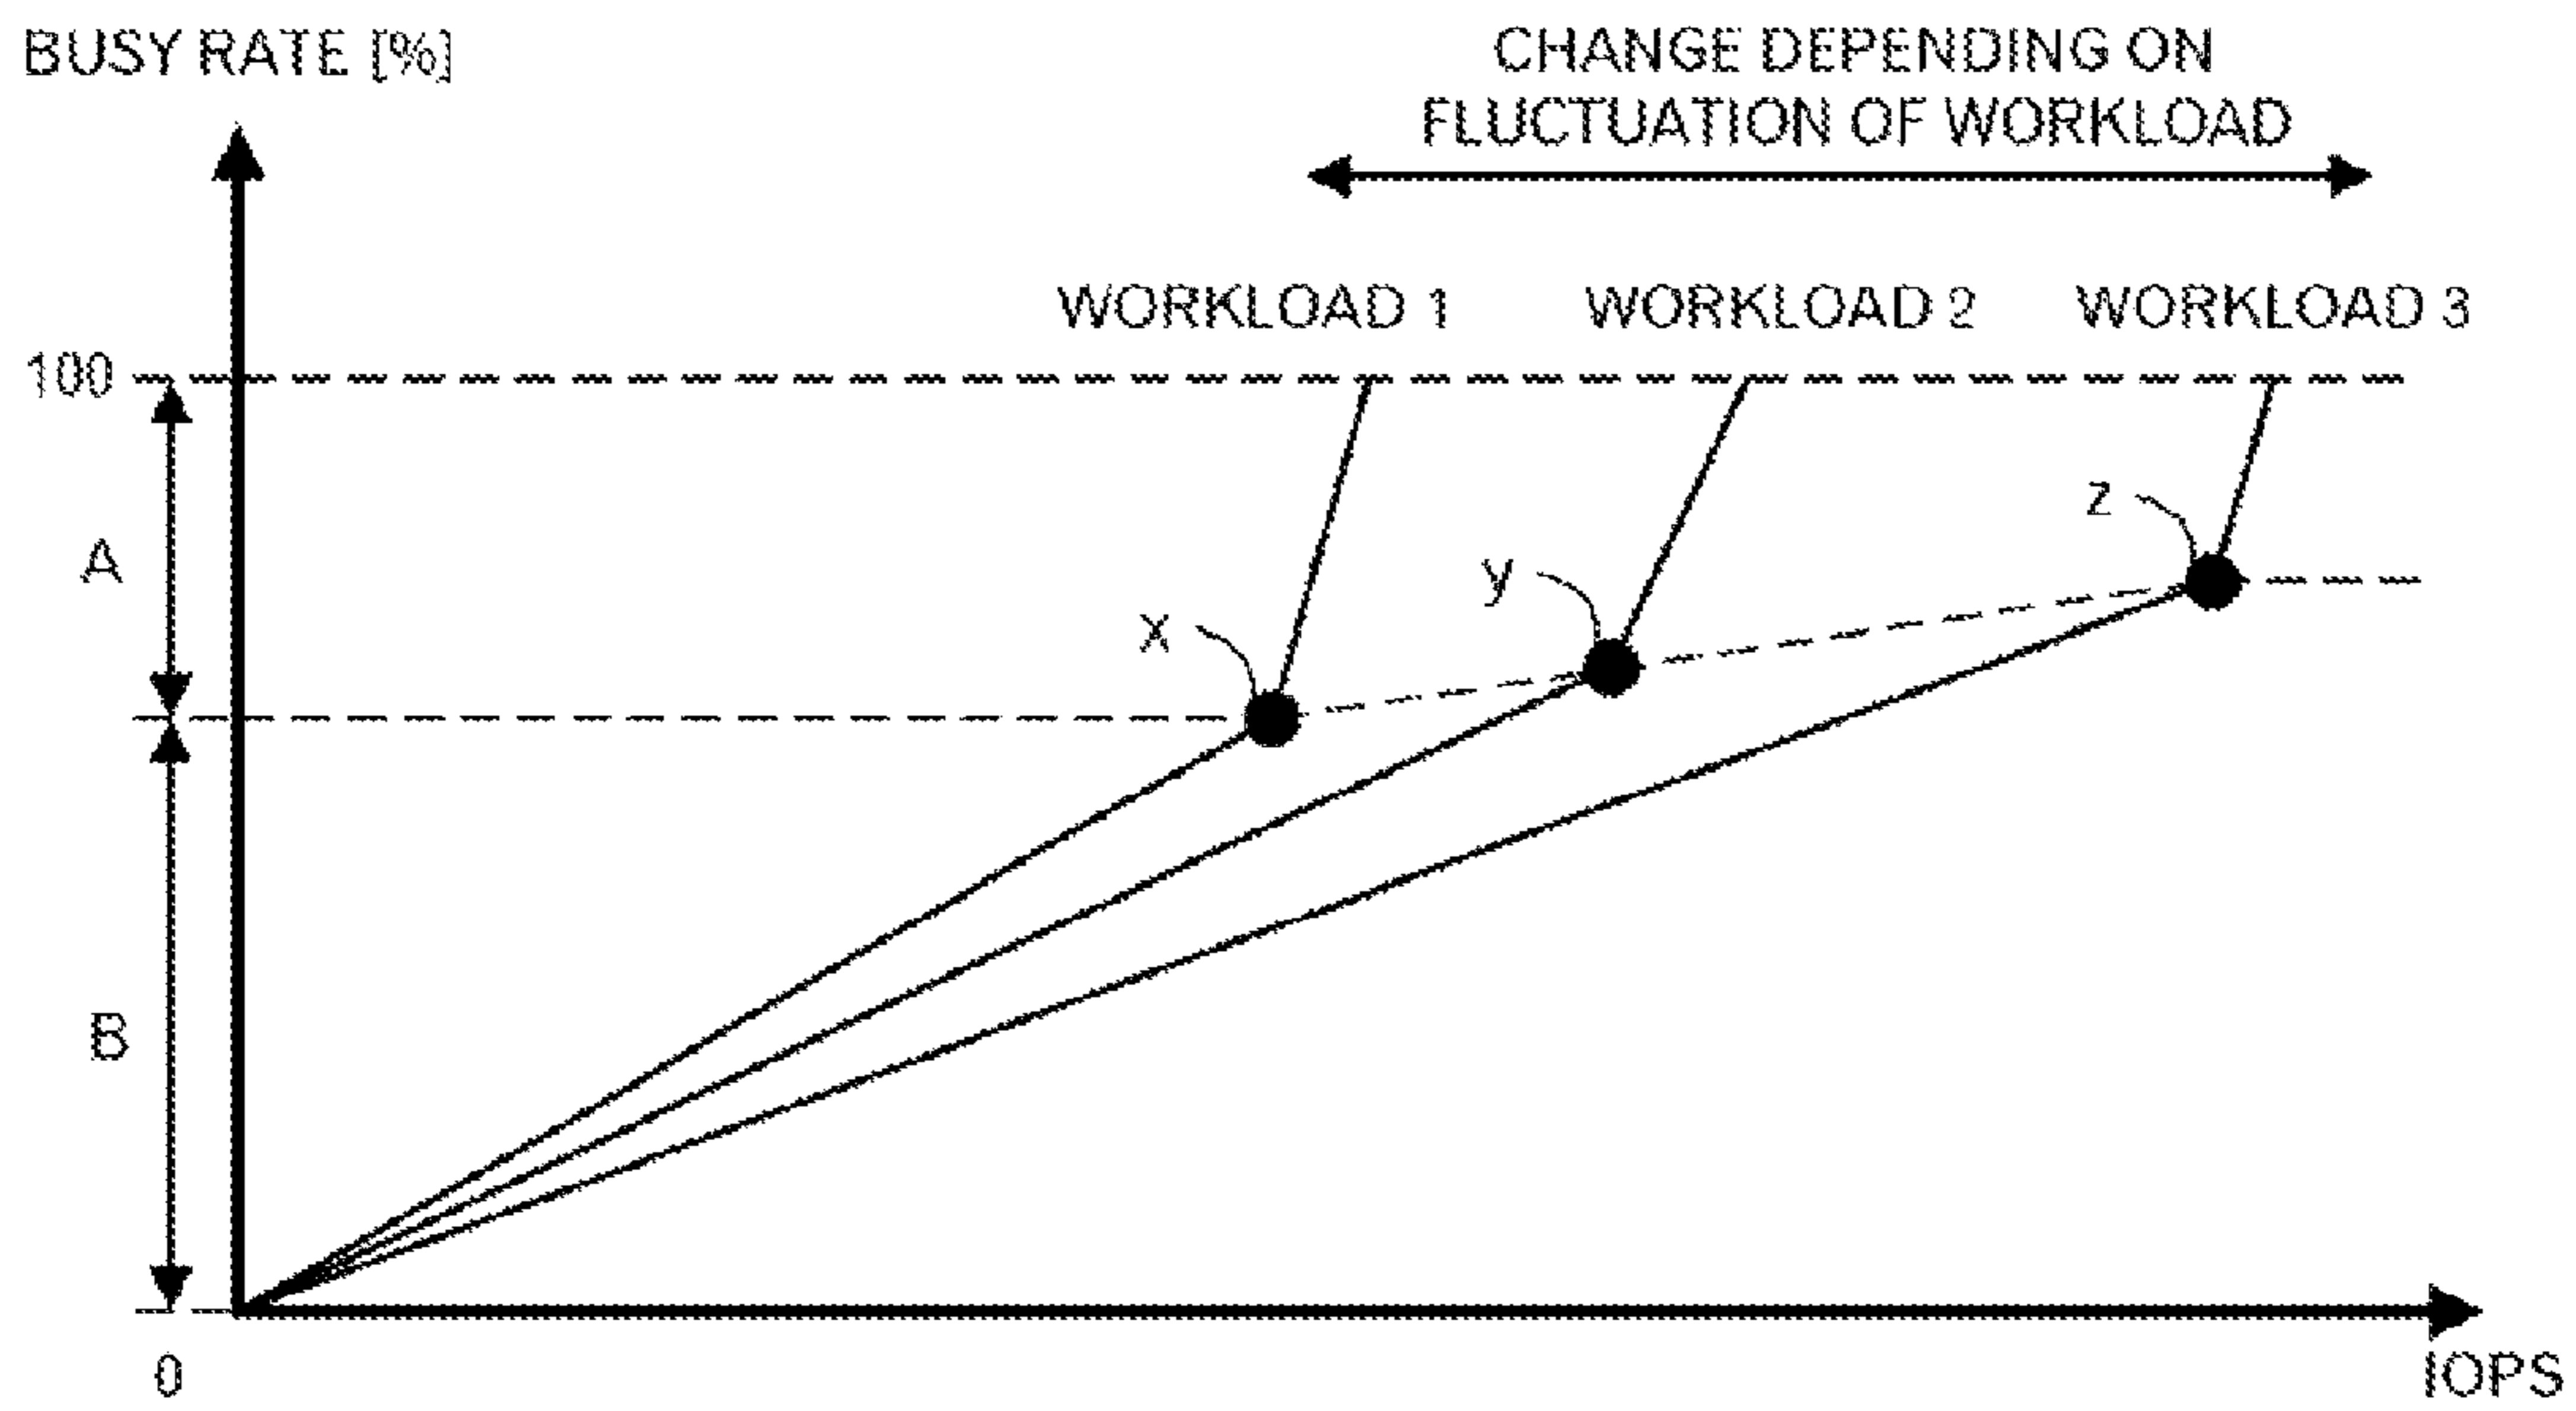 BUSY RATE [%]
CHANGE DEPENDING ON
FLUCTUATION OF WORKLOAD
WORKLOAD 1
WORKLOAD 2
WORKLOAD 3
100
z
A
y
x
B
0
IOPS